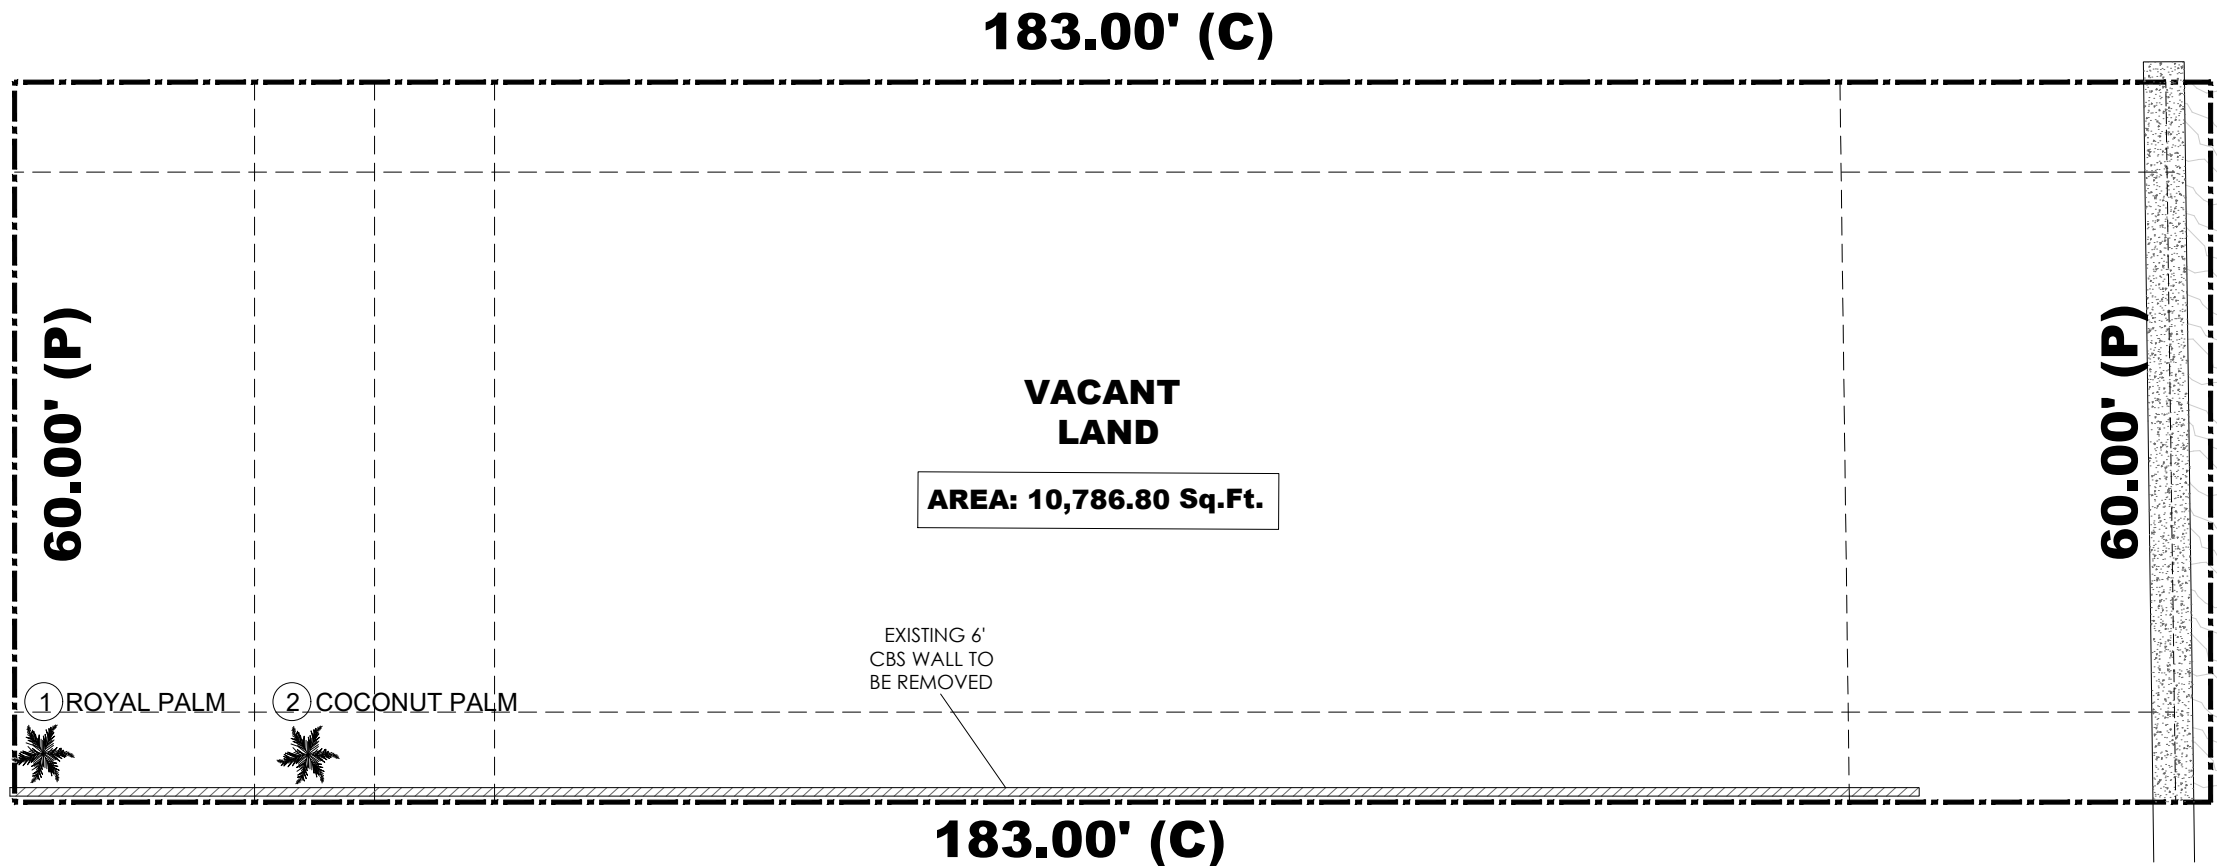 183.00' (C)
60.00' (P)
60.00' (P)
VACANT
LAND
AREA: 10,786.80 Sq.Ft.
EXISTING 6'
CBS WALL TO
BE REMOVED
1 ROYAL PALM
2 COCONUT PALM
183.00' (C)